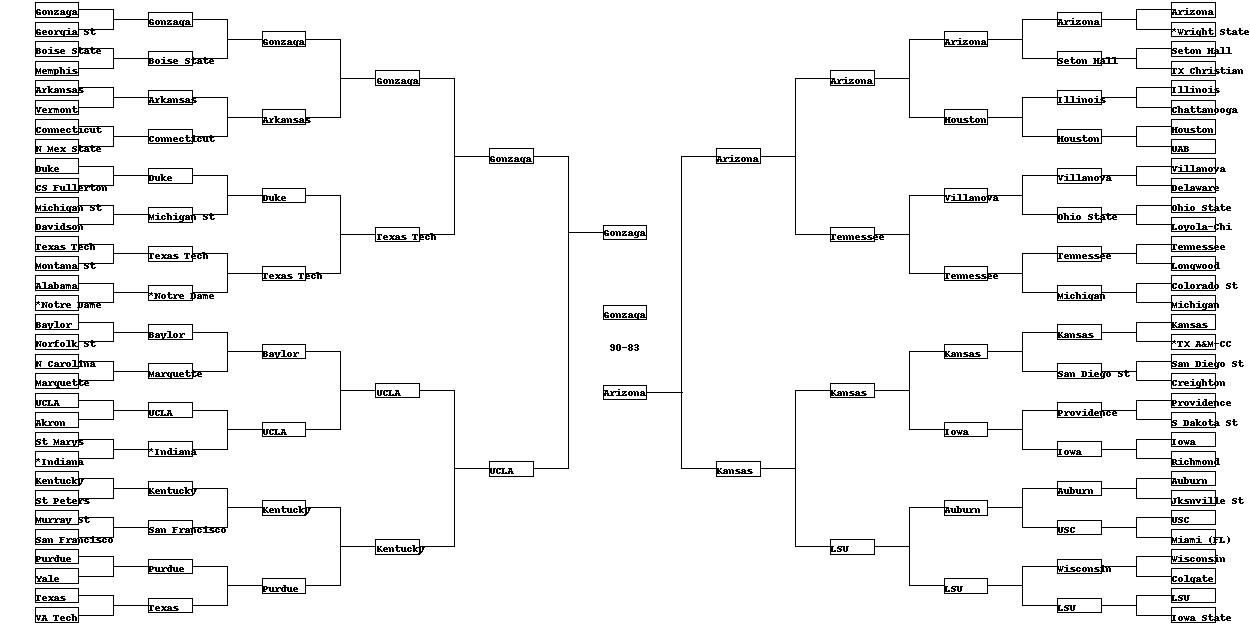 Gonzaga
Georgia St
Boise State
Memphis
Arkansas
Vermont
Connecticut
N Mex State
Duke
CS Fullerton
Michigan St
Davidson
Texas Tech
Montana St
Alabama
*Notre Dame
Baylor
Norfolk St
N Carolina
Marquette
UCLA
Akron
St Marys
*Indiana
Kentucky
St Peters
Murray St
San Francisco
Purdue
Yale
Texas
VA Tech
Gonzaga
Boise State
Arkansas
Connecticut
Duke
Michigan St
Texas Tech
*Notre Dame
Baylor
Marquette
UCLA
*Indiana
Kentucky
San Francisco
Purdue
Texas
Gonzaga
Arkansas
Duke
Texas Tech
Baylor
UCLA
Kentucky
Purdue
Gonzaga
Texas Tech
UCLA
Kentucky
Gonzaga
UCLA
Gonzaga
Gonzaga
90-83
Arizona
Arizona
Kansas
Arizona
Tennessee
Kansas
LSU
Arizona
Houston
Villanova
Tennessee
Kansas
Iowa
Auburn
LSU
Arizona
Seton Hall
Illinois
Houston
Villanova
Ohio State
Tennessee
Michigan
Kansas
San Diego St
Providence
Iowa
Auburn
USC
Wisconsin
LSU
Arizona
*Wright State
Seton Hall
TX Christian
Illinois
Chattanooga
Houston
UAB
Villanova
Delaware
Ohio State
Loyola-Chi
Tennessee
Longwood
Colorado St
Michigan
Kansas
*TX A&M-CC
San Diego St
Creighton
Providence
S Dakota St
Iowa
Richmond
Auburn
Jksnville St
USC
Miami (FL)
Wisconsin
Colgate
LSU
Iowa State